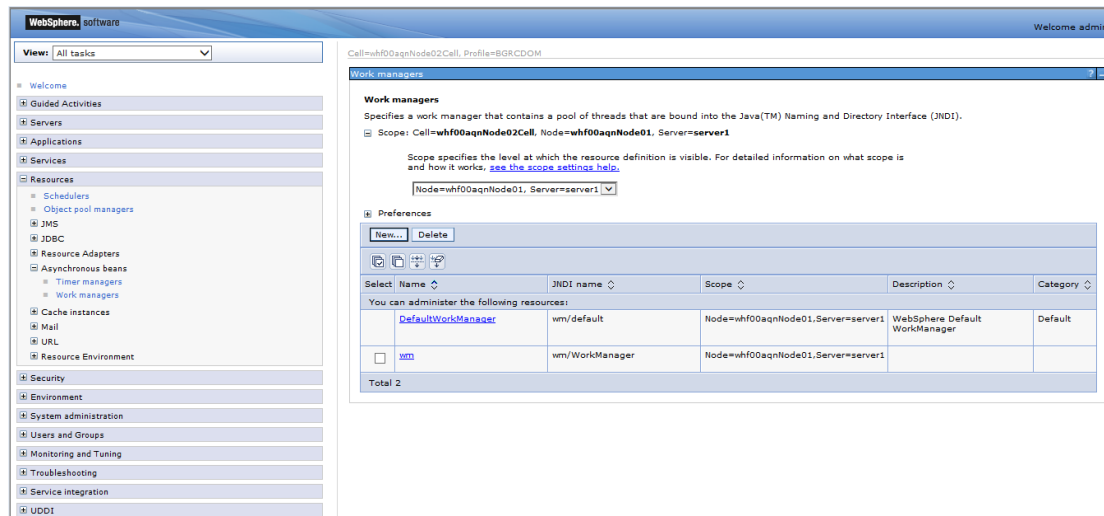 WebSphere. software
Welcome admi
View: All tasks
Cell=whf00aqnNode02Cell, Profile=BGRCDOM
Work managers
?
Welcome
Guided Activities
Servers
Applications
Services
Resources
Schedulers
Object pool managers
JMS
JDBC
Resource Adapters
Asynchronous beans
Timer managers
Work managers
Cache instances
Mail
URL
Resource Environment
Security
Environment
System administration
Users and Groups
Monitoring and Tuning
Troubleshooting
Service integration
UDDI
Work managers
Specifies a work manager that contains a pool of threads that are bound into the Java(TM) Naming and Directory Interface (JNDI).
Scope: Cell=whf00aqnNode02Cell, Node=whf00aqnNode01, Server=server1
Scope specifies the level at which the resource definition is visible. For detailed information on what scope is
and how it works, see the scope settings help.
Node=whf00aqnNode01, Server=server1
Preferences
New... Delete
Select Name JNDI name Scope Description Category
You can administer the following resources:
DefaultWorkManager wm/default Node=whf00aqnNode01,Server=server1 WebSphere Default Default
WorkManager
wm wm/WorkManager Node=whf00aqnNode01,Server=server1
Total 2